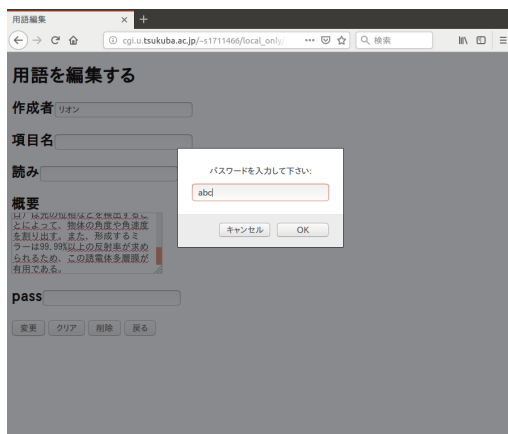 用語編集
cgi.u.tsukuba.ac.jp/~s1711466/local_only/
検索
用語を編集する
作成者 リオン
項目名
読み
パスワードを入力して下さい:
abc
キャンセル OK
概要
とによって、物体の角度や角速度
を割り出す。また、形成するミ
ラーは99.99%以上の反射率が求め
られるため、この誘電体多層膜が
有用である。
pass
変更 クリア 削除 戻る